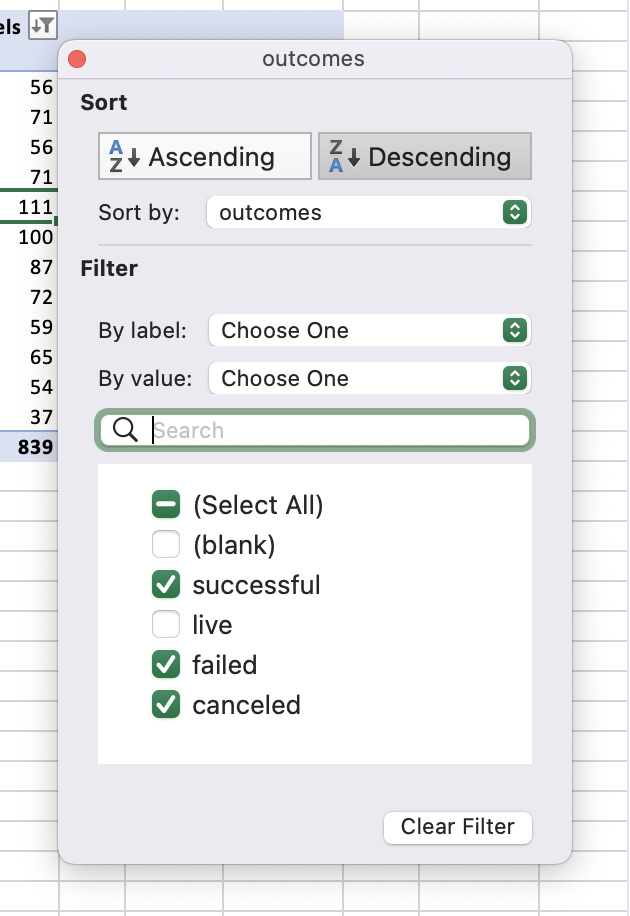 els
outcomes
Sort
A Z Ascending
Z A Descending
Sort by: outcomes
Filter
By label: Choose One
By value: Choose One
Search
(Select All)
(blank)
successful
live
failed
canceled
Clear Filter
56
71
56
71
111
100
87
72
59
65
54
37
839